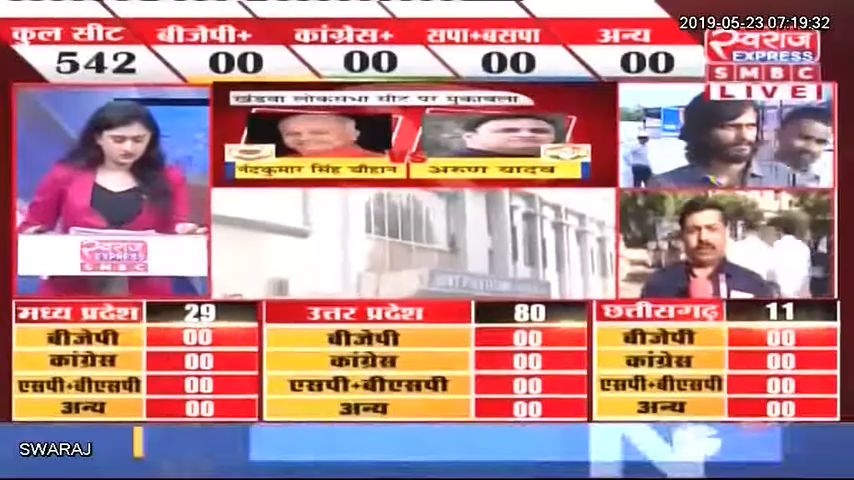 2019-05-23 07:19:32
कुल सीट बीजेपी+ कांग्रेस+ सपा+बसपा अन्य
542 00 00 00 00
स्वराज
EXPRESS
SMBC
LIVE
खंडवा लोकसभा सीट पर मुकाबला
VS
नंदकुमार सिंह चौहान अरुण यादव
स्वराज
EXPRESS
SMBC
मध्य प्रदेश 29 उत्तर प्रदेश 80 छत्तीसगढ़ 11
बीजेपी 00 बीजेपी 00 बीजेपी 00
कांग्रेस 00 कांग्रेस 00 कांग्रेस 00
एसपी+बीएसपी 00 एसपी+बीएसपी 00 एसपी+बीएसपी 00
अन्य 00 अन्य 00 अन्य 00
SWARAJ